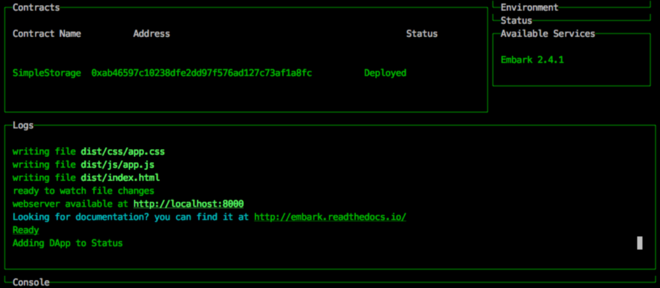 Contracts
Contract Name Address Status
SimpleStorage 0xab46597c10238dfe2dd97f576ad127c73af1a8fc Deployed
Environment
Status
Available Services
Embark 2.4.1
Logs
writing file dist/css/app.css
writing file dist/js/app.js
writing file dist/index.html
ready to watch file changes
webserver available at http://localhost:8000
Looking for documentation? you can find it at http://embark.readthedocs.io/
Ready
Adding DApp to Status
Console